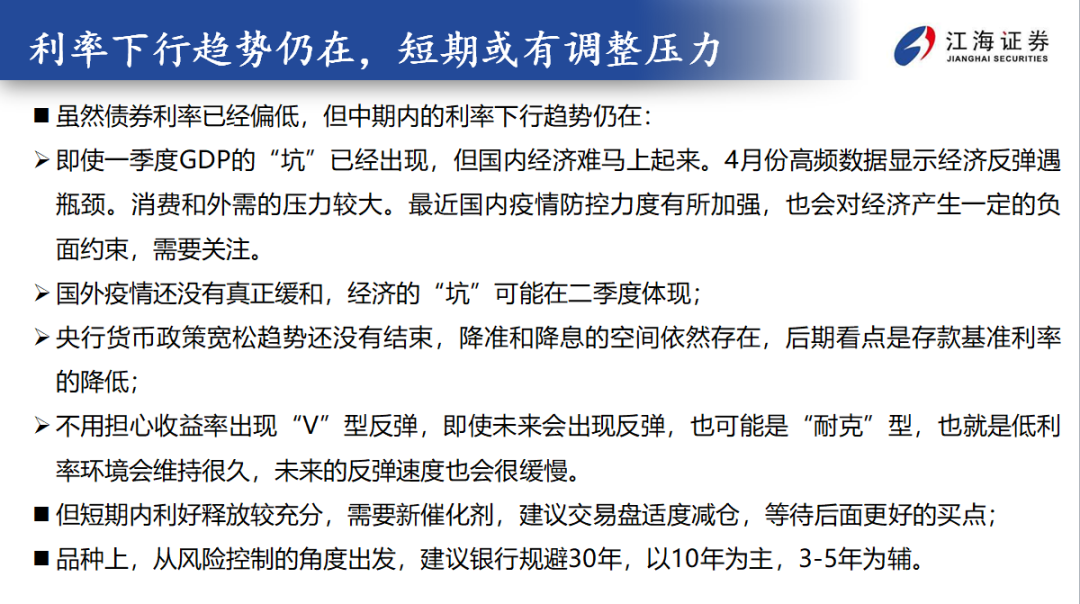 利率下行趋势仍在，短期或有调整压力
江海证券
JIANGHAI SECURITIES
■ 虽然债券利率已经偏低，但中期内的利率下行趋势仍在：
➢ 即使一季度GDP的“坑”已经出现，但国内经济难马上起来。4月份高频数据显示经济反弹遇
瓶颈。消费和外需的压力较大。最近国内疫情防控力度有所加强，也会对经济产生一定的负
面约束，需要关注。
➢ 国外疫情还没有真正缓和，经济的“坑”可能在二季度体现；
➢ 央行货币政策宽松趋势还没有结束，降准和降息的空间依然存在，后期看点是存款基准利率
的降低；
➢ 不用担心收益率出现“V”型反弹，即使未来会出现反弹，也可能是“耐克”型，也就是低利
率环境会维持很久，未来的反弹速度也会很缓慢。
■ 但短期内利好释放较充分，需要新催化剂，建议交易盘适度减仓，等待后面更好的买点；
■ 品种上，从风险控制的角度出发，建议银行规避30年，以10年为主，3-5年为辅。